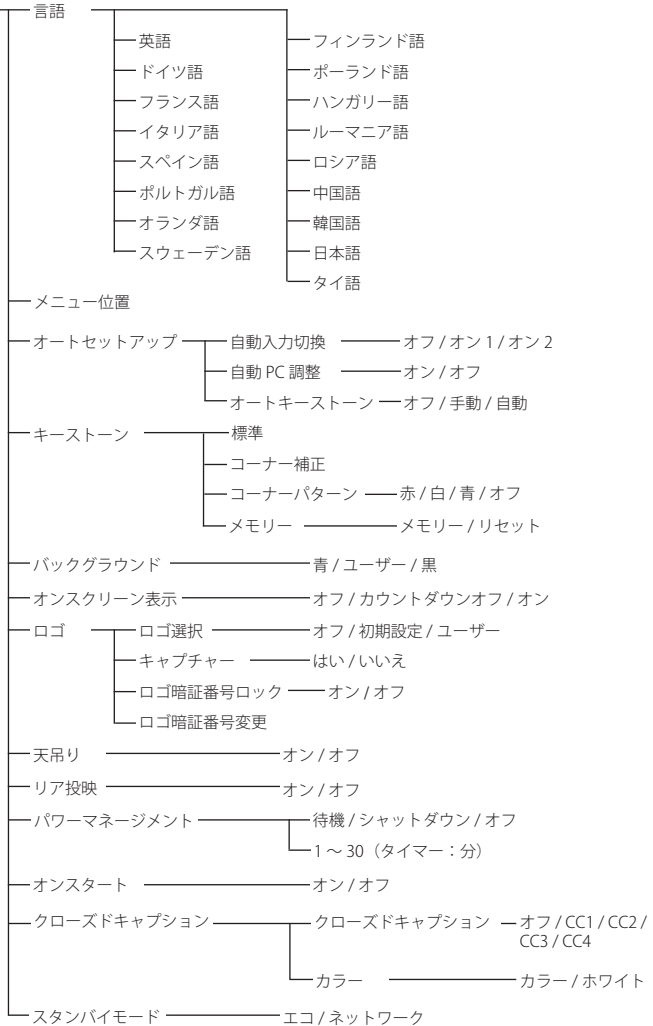 言語
英語
ドイツ語
フランス語
イタリア語
スペイン語
ポルトガル語
オランダ語
スウェーデン語
フィンランド語
ポーランド語
ハンガリー語
ルーマニア語
ロシア語
中国語
韓国語
日本語
タイ語
メニュー位置
オートセットアップ 自動入力切換 オフ / オン 1 / オン 2
自動 PC 調整 オン / オフ
オートキーストーン オフ / 手動 / 自動
キーストーン 標準
コーナー補正
コーナーパターン 赤 / 白 / 青 / オフ
メモリー メモリー / リセット
バックグラウンド 青 / ユーザー / 黒
オンスクリーン表示 オフ / カウントダウンオフ / オン
ロゴ ロゴ選択 オフ / 初期設定 / ユーザー
キャプチャー はい / いいえ
ロゴ暗証番号ロック オン / オフ
ロゴ暗証番号変更
天吊り オン / オフ
リア投映 オン / オフ
パワーマネージメント 待機 / シャットダウン / オフ
1 ～ 30（タイマー：分）
オンスタート オン / オフ
クローズドキャプション クローズドキャプション オフ / CC1 / CC2 /
CC3 / CC4
カラー カラー / ホワイト
スタンバイモード エコ / ネットワーク